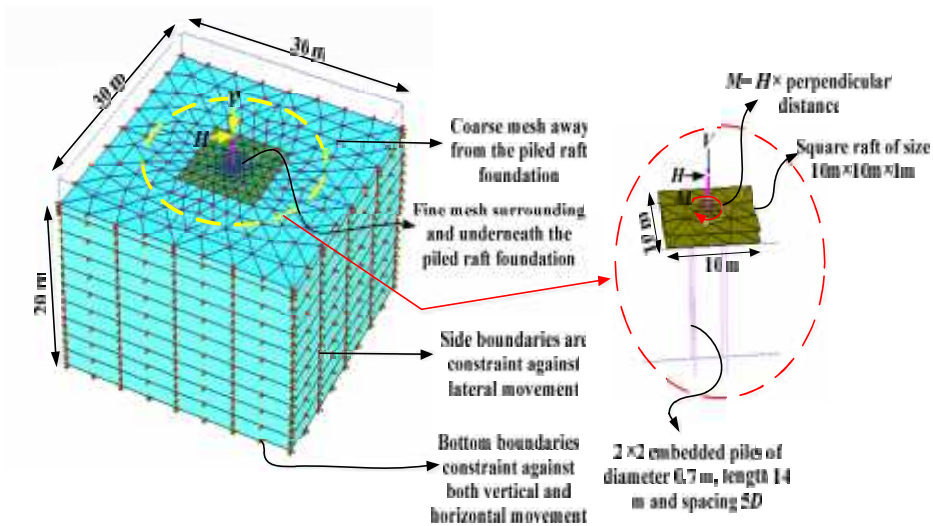 30 m
30 m
20 m
V
H
Coarse mesh away
from the piled raft
foundation
Fine mesh surrounding
and underneath the
piled raft foundation
Side boundaries are
constraint against
lateral movement
Bottom boundaries
constraint against
both vertical and
horizontal movement
M= H× perpendicular
distance
V
H
M
Square raft of size
10m×10m×1m
10 m
10 m
2 ×2 embedded piles of
diameter 0.7 m, length 14
m and spacing 5D